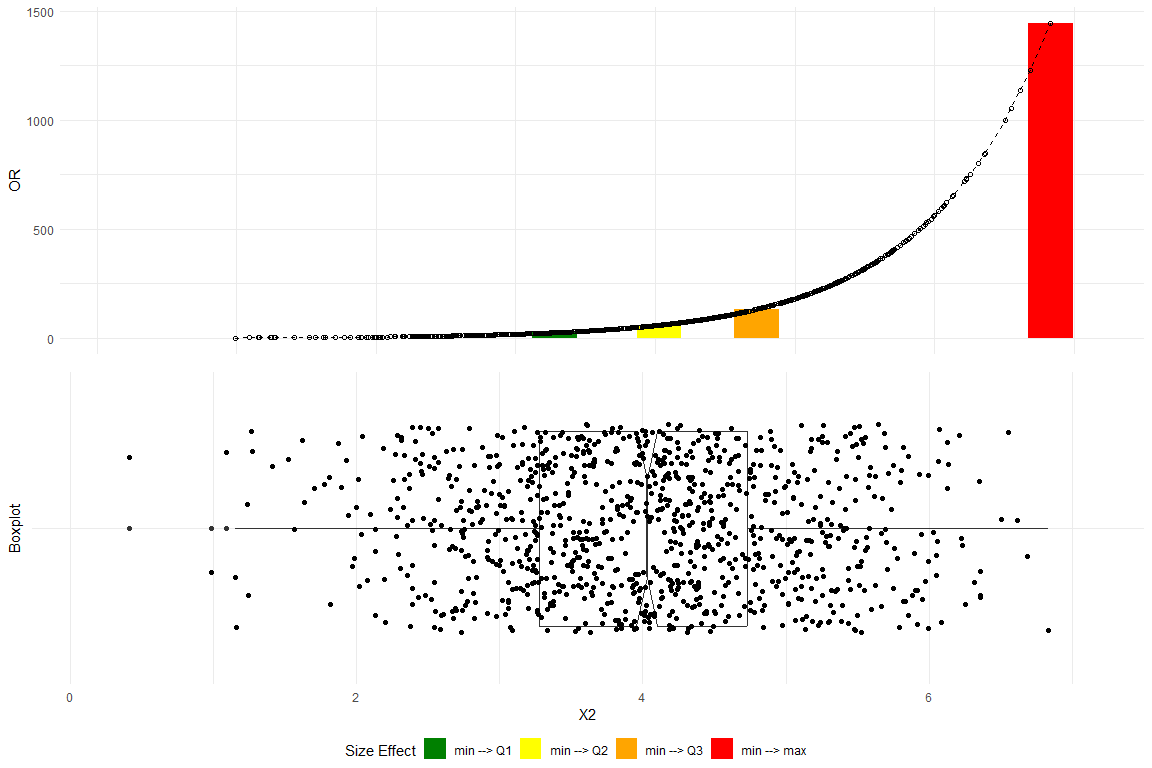 1500
1000
500
0
OR
Boxplot
0 2 4 6
X2
Size Effect min --> Q1 min --> Q2 min --> Q3 min --> max